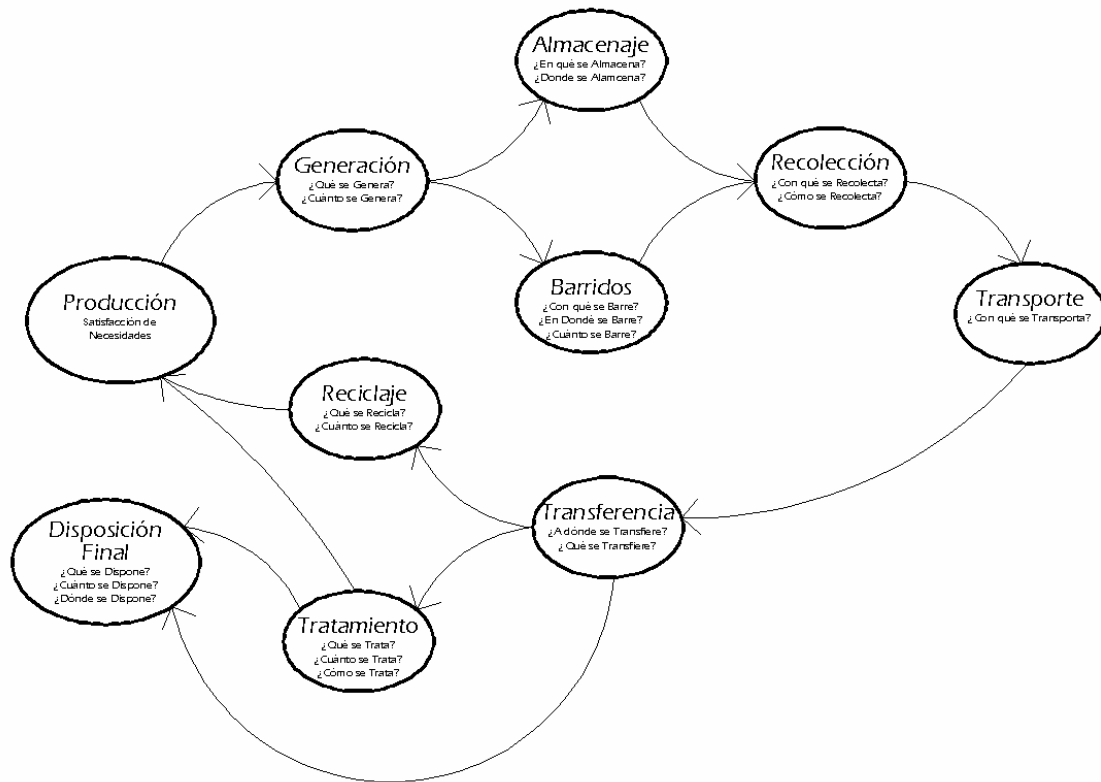 Almacenaje
¿En qué se Almacena?
¿Donde se Alamcena?
Generación
¿Qué se Genera?
¿Cuánto se Genera?
Recolección
¿Con qué se Recolecta?
¿Cómo se Recolecta?
Barridos
¿Con qué se Barre?
¿En Dondé se Barre?
¿Cuánto se Barre?
Transporte
¿Con qué se Transporta?
Producción
Satisfacción de
Necesidades
Reciclaje
¿Qué se Recicla?
¿Cuánto se Recicla?
Transferencia
¿A dónde se Transfiere?
¿Qué se Transfiere?
Disposición
Final
¿Qué se Dispone?
¿Cuánto se Dispone?
¿Dónde se Dispone?
Tratamiento
¿Qué se Trata?
¿Cuánto se Trata?
¿Cómo se Trata?